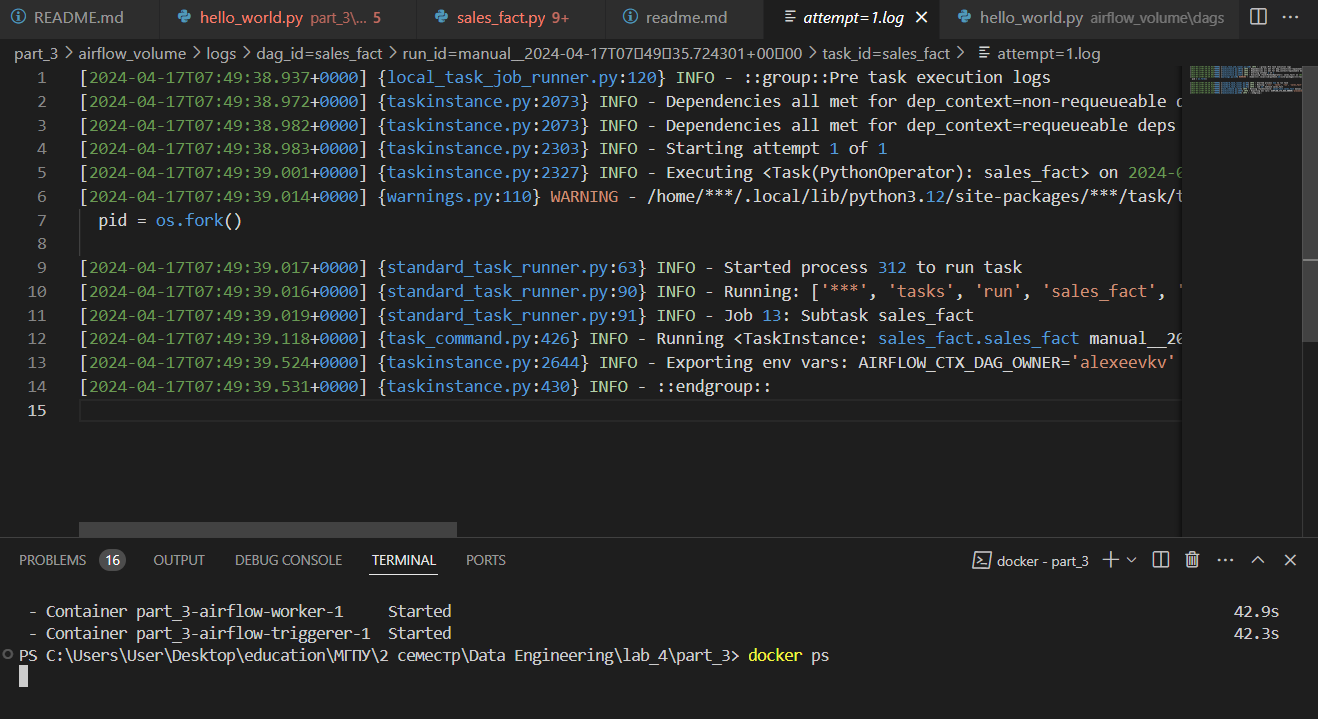 README.md hello_world.py part_3\... 5 sales_fact.py 9+ readme.md attempt=1.log hello_world.py airflow_volume\dags
part_3 > airflow_volume > logs > dag_id=sales_fact > run_id=manual__2024-04-17T07꞉49꞉35.724301+00꞉00 > task_id=sales_fact > attempt=1.log
1 [2024-04-17T07:49:38.937+0000] {local_task_job_runner.py:120} INFO - ::group::Pre task execution logs
2 [2024-04-17T07:49:38.972+0000] {taskinstance.py:2073} INFO - Dependencies all met for dep_context=non-requeueable d
3 [2024-04-17T07:49:38.982+0000] {taskinstance.py:2073} INFO - Dependencies all met for dep_context=requeueable deps
4 [2024-04-17T07:49:38.983+0000] {taskinstance.py:2303} INFO - Starting attempt 1 of 1
5 [2024-04-17T07:49:39.001+0000] {taskinstance.py:2327} INFO - Executing <Task(PythonOperator): sales_fact> on 2024-0
6 [2024-04-17T07:49:39.014+0000] {warnings.py:110} WARNING - /home/***/.local/lib/python3.12/site-packages/***/task/t
7 pid = os.fork()
8
9 [2024-04-17T07:49:39.017+0000] {standard_task_runner.py:63} INFO - Started process 312 to run task
10 [2024-04-17T07:49:39.016+0000] {standard_task_runner.py:90} INFO - Running: ['***', 'tasks', 'run', 'sales_fact', '
11 [2024-04-17T07:49:39.019+0000] {standard_task_runner.py:91} INFO - Job 13: Subtask sales_fact
12 [2024-04-17T07:49:39.118+0000] {task_command.py:426} INFO - Running <TaskInstance: sales_fact.sales_fact manual__20
13 [2024-04-17T07:49:39.524+0000] {taskinstance.py:2644} INFO - Exporting env vars: AIRFLOW_CTX_DAG_OWNER='alexeevkv'
14 [2024-04-17T07:49:39.531+0000] {taskinstance.py:430} INFO - ::endgroup::
15
PROBLEMS 16 OUTPUT DEBUG CONSOLE TERMINAL PORTS docker - part_3
- Container part_3-airflow-worker-1 Started 42.9s
- Container part_3-airflow-triggerer-1 Started 42.3s
PS C:\Users\User\Desktop\education\МГПУ\2 семестр\Data Engineering\lab_4\part_3> docker ps